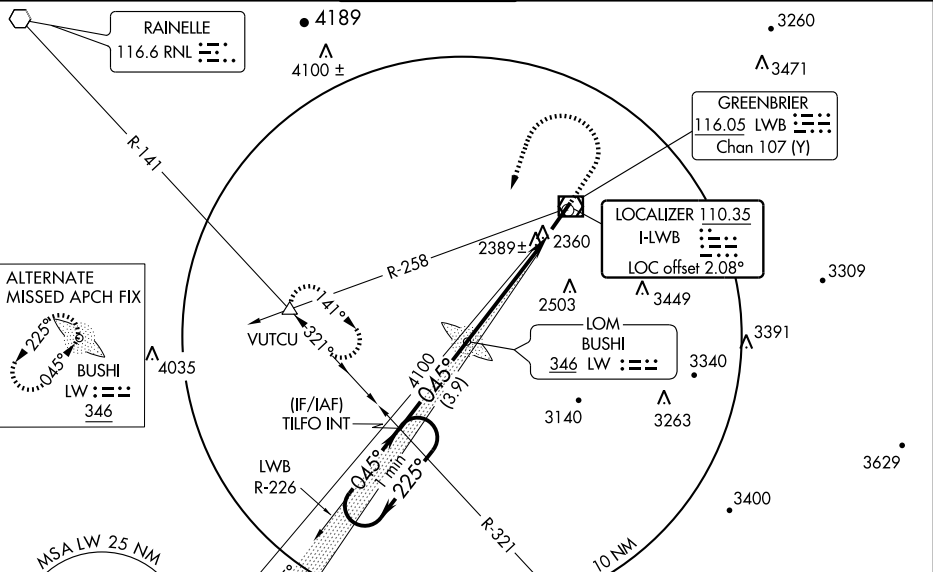 RAINELLE
116.6 RNL
4189
4100 ±
3260
3471
GREENBRIER
116.05 LWB
Chan 107 (Y)
R-141
LOCALIZER 110.35
I-LWB
LOC offset 2.08°
2389±
2360
R-258
3309
2503
3449
ALTERNATE
MISSED APCH FIX
225°
045°
BUSHI
LW
346
4035
141°
321°
VUTCU
LOM
BUSHI
346 LW
3391
3340
4100
045°
(3.9)
(IF/IAF)
TILFO INT
3140
3263
3629
LWB
R-226
045°
1 min
225°
3400
R-321
MSA LW 25 NM
10 NM